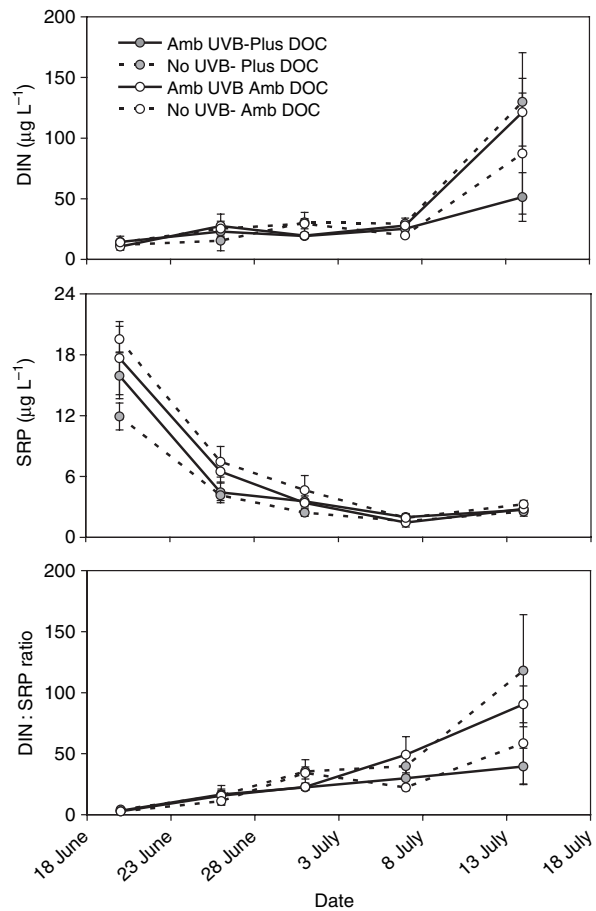 200
150
100
50
0
DIN (µg L⁻¹)
Amb UVB-Plus DOC
No UVB- Plus DOC
Amb UVB Amb DOC
No UVB- Amb DOC
24
18
12
6
0
SRP (µg L⁻¹)
200
150
100
50
0
DIN : SRP ratio
18 June
23 June
28 June
3 July
8 July
13 July
18 July
Date